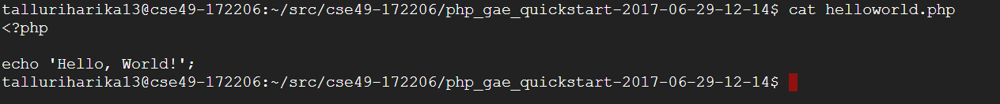 talluriharika13@cse49-172206:~/src/cse49-172206/php_gae_quickstart-2017-06-29-12-14$ cat helloworld.php
<?php
echo 'Hello, World!';
talluriharika13@cse49-172206:~/src/cse49-172206/php_gae_quickstart-2017-06-29-12-14$